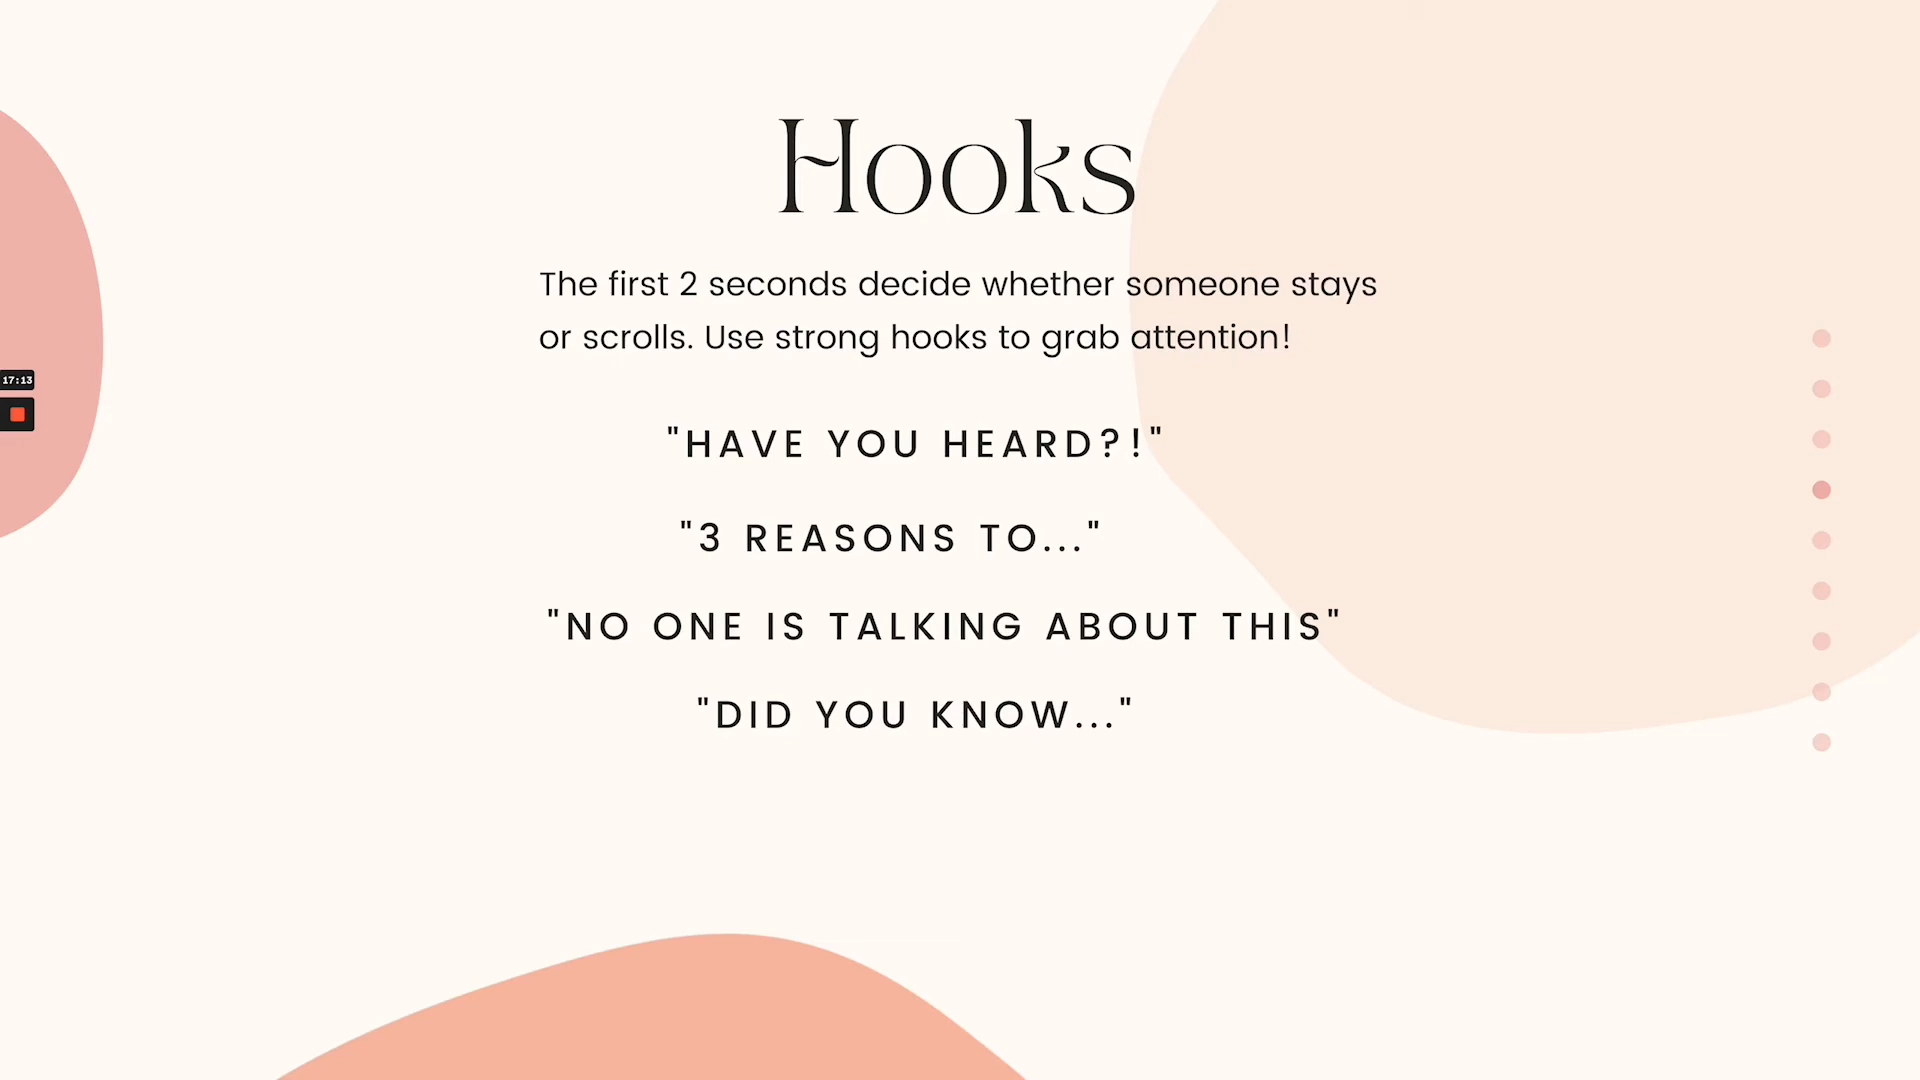 Hooks
The first 2 seconds decide whether someone stays
or scrolls. Use strong hooks to grab attention!
17:13
"HAVE YOU HEARD?!"
"3 REASONS TO..."
"NO ONE IS TALKING ABOUT THIS"
"DID YOU KNOW..."